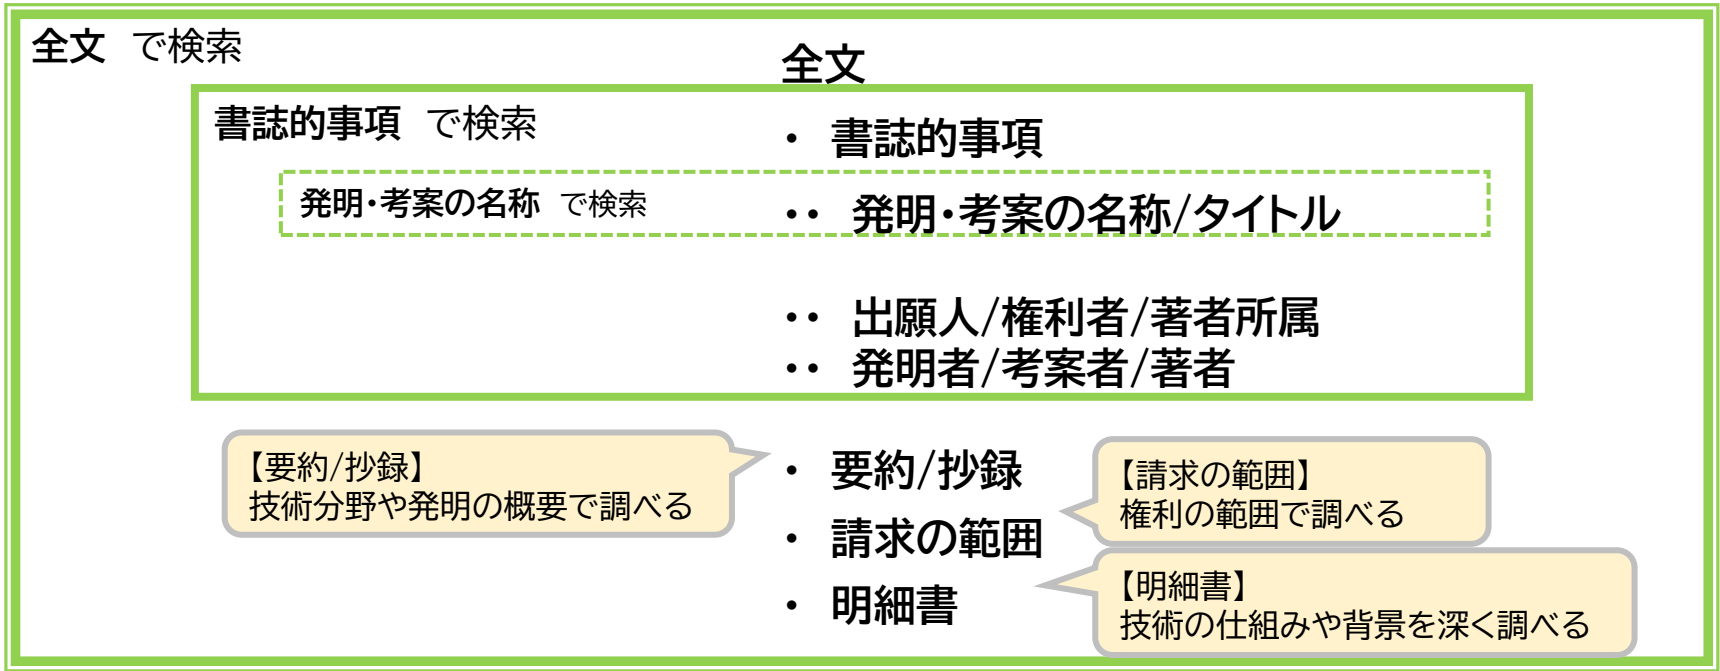 全文 で検索
全文
書誌的事項 で検索
・ 書誌的事項
発明・考案の名称 で検索
・・ 発明・考案の名称/タイトル
・・ 出願人/権利者/著者所属
・・ 発明者/考案者/著者
【要約/抄録】
技術分野や発明の概要で調べる
・ 要約/抄録
【請求の範囲】
権利の範囲で調べる
・ 請求の範囲
・ 明細書
【明細書】
技術の仕組みや背景を深く調べる